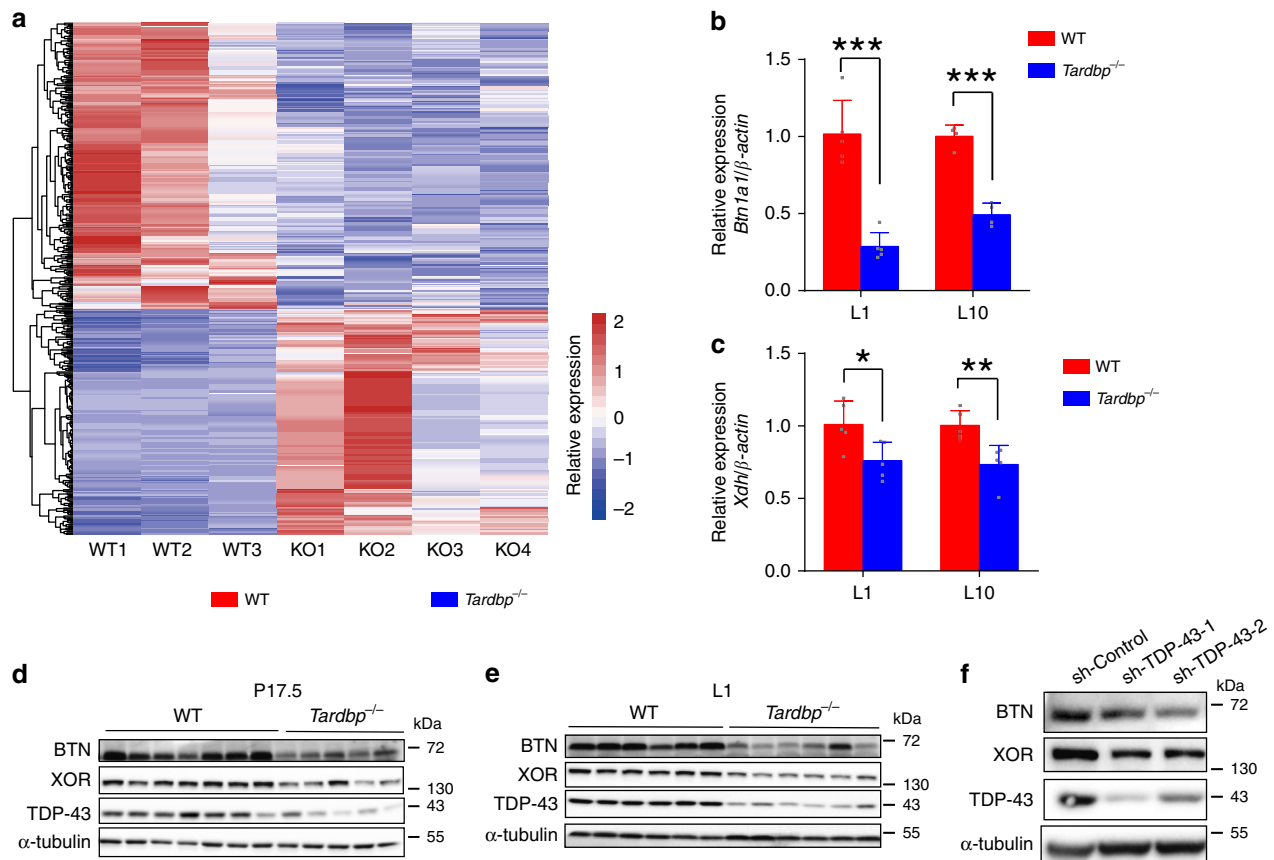 a
2
1
0
–1
–2
Relative expression
WT1 WT2 WT3 KO1 KO2 KO3 KO4
WT Tardbp–/–
b
WT
Tardbp–/–
Relative expression
Btn1a1/β-actin
1.5
1.0
0.5
0.0
*** ***
L1 L10
c
WT
Tardbp–/–
Relative expression
Xdh/β-actin
1.5
1.0
0.5
0.0
* **
L1 L10
d
P17.5
WT Tardbp–/–
kDa
BTN 72
XOR 130
TDP-43 43
α-tubulin 55
e
L1
WT Tardbp–/–
kDa
BTN 72
XOR 130
TDP-43 43
α-tubulin 55
f
sh-Control sh-TDP-43-1 sh-TDP-43-2
kDa
BTN 72
XOR 130
TDP-43 43
α-tubulin 55